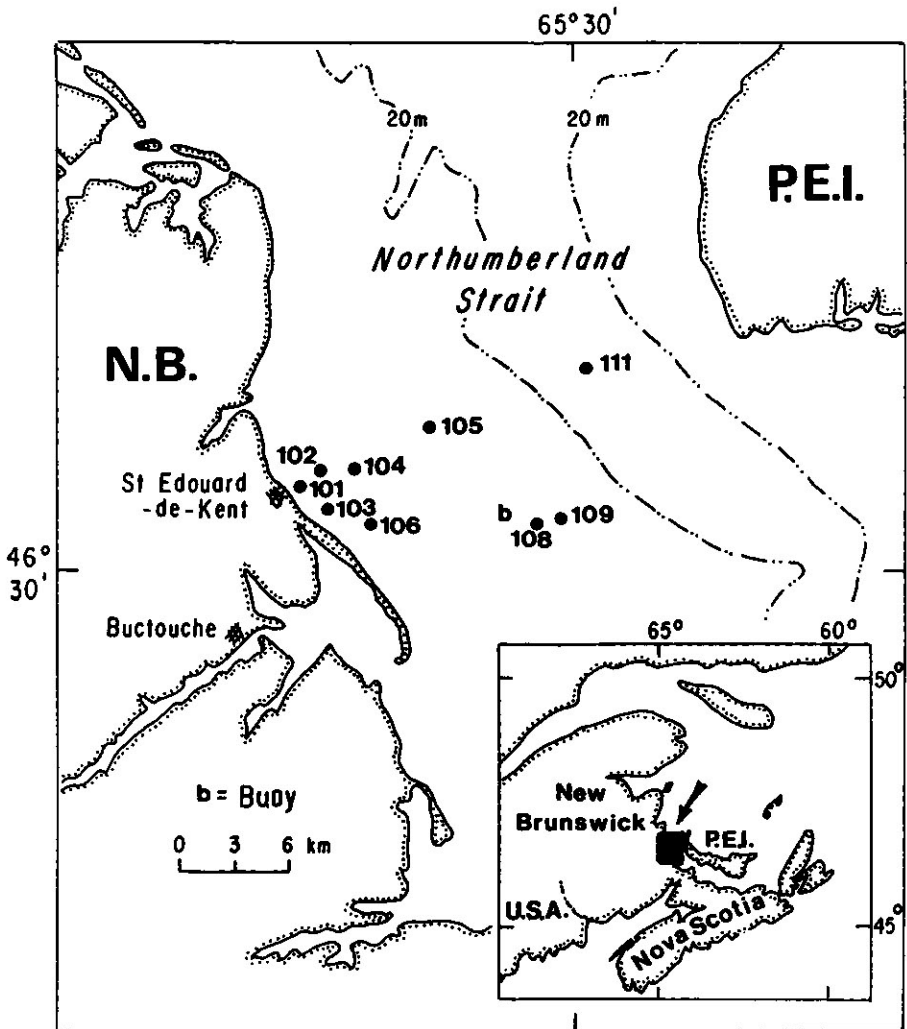 65°30'
20m
20m
P.E.I.
Northumberland
Strait
N.B.
111
105
102
104
St Edouard
-de-Kent
101
103
106
b
108
109
46°
30'
Buctouche
b = Buoy
0 3 6 km
65° 60°
50°
New
Brunswick
P.E.I.
U.S.A.
Nova Scotia
45°